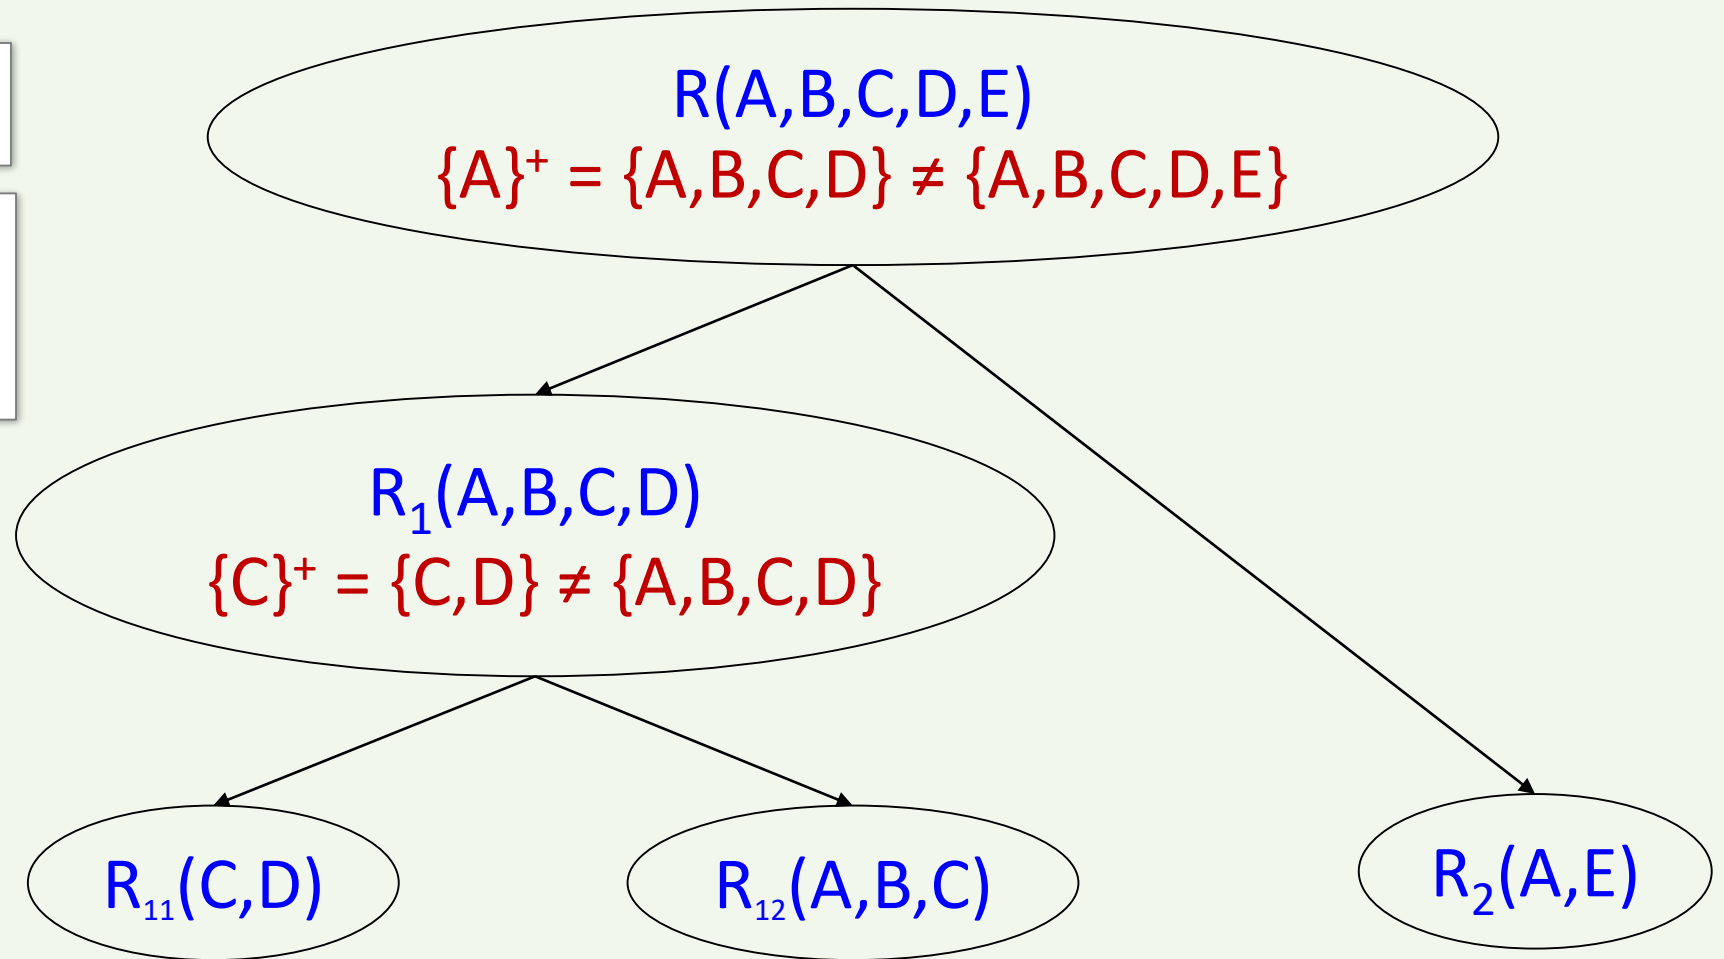 R(A,B,C,D,E)
{A}⁺ = {A,B,C,D} ≠ {A,B,C,D,E}
R₁(A,B,C,D)
{C}⁺ = {C,D} ≠ {A,B,C,D}
R₁₁(C,D)
R₁₂(A,B,C)
R₂(A,E)